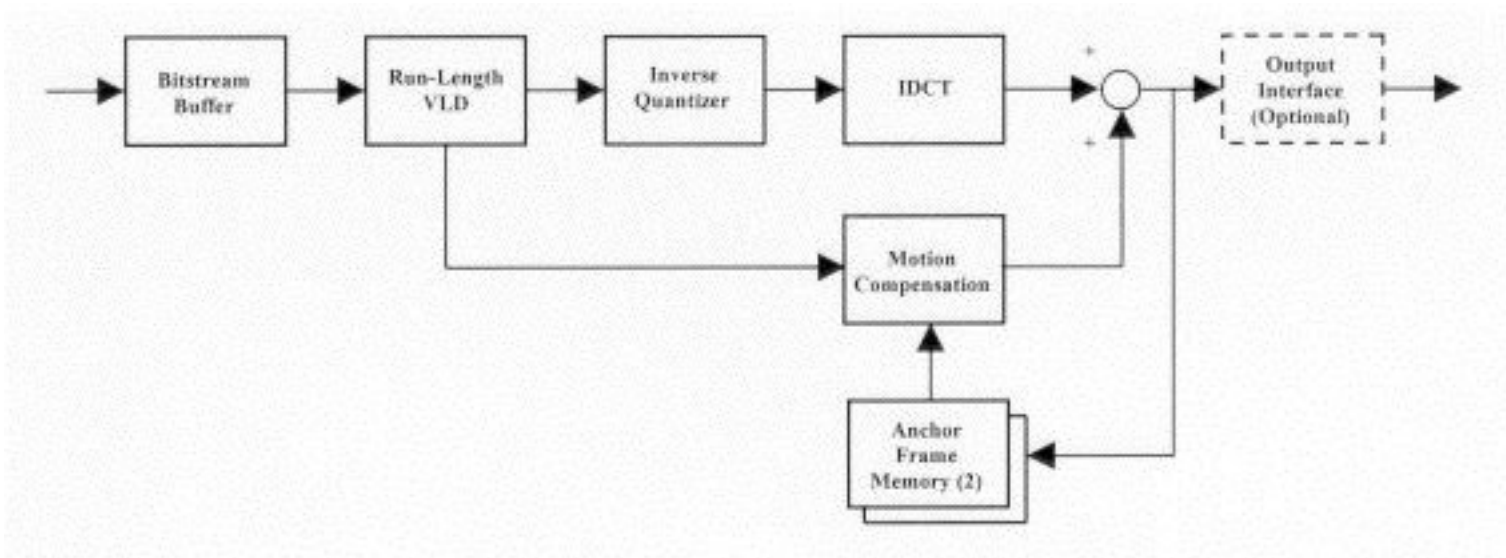 Bitstream
Buffer
Run-Length
VLD
Inverse
Quantizer
IDCT
+
+
Output
Interface
(Optional)
Motion
Compensation
Anchor
Frame
Memory (2)